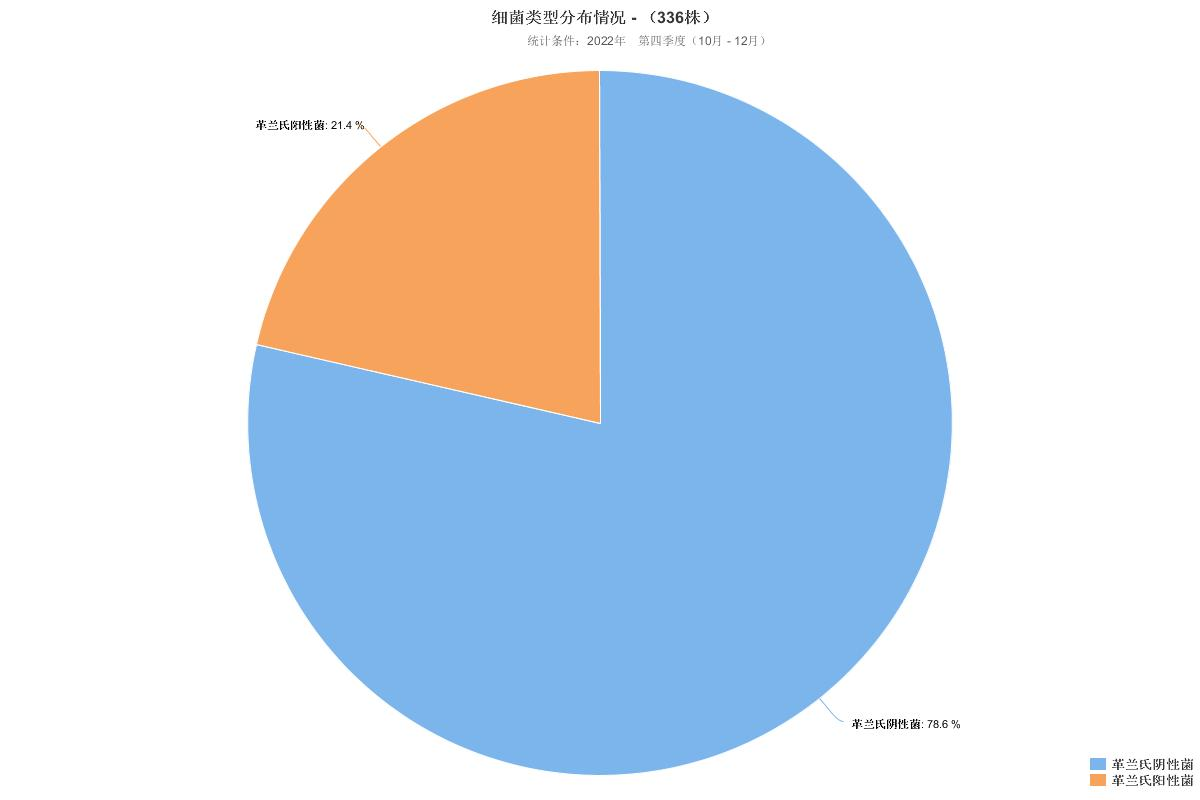 细菌类型分布情况 - （336株）
统计条件：2022年　第四季度（10月 - 12月）
革兰氏阳性菌: 21.4 %
革兰氏阴性菌: 78.6 %
革兰氏阴性菌
革兰氏阳性菌